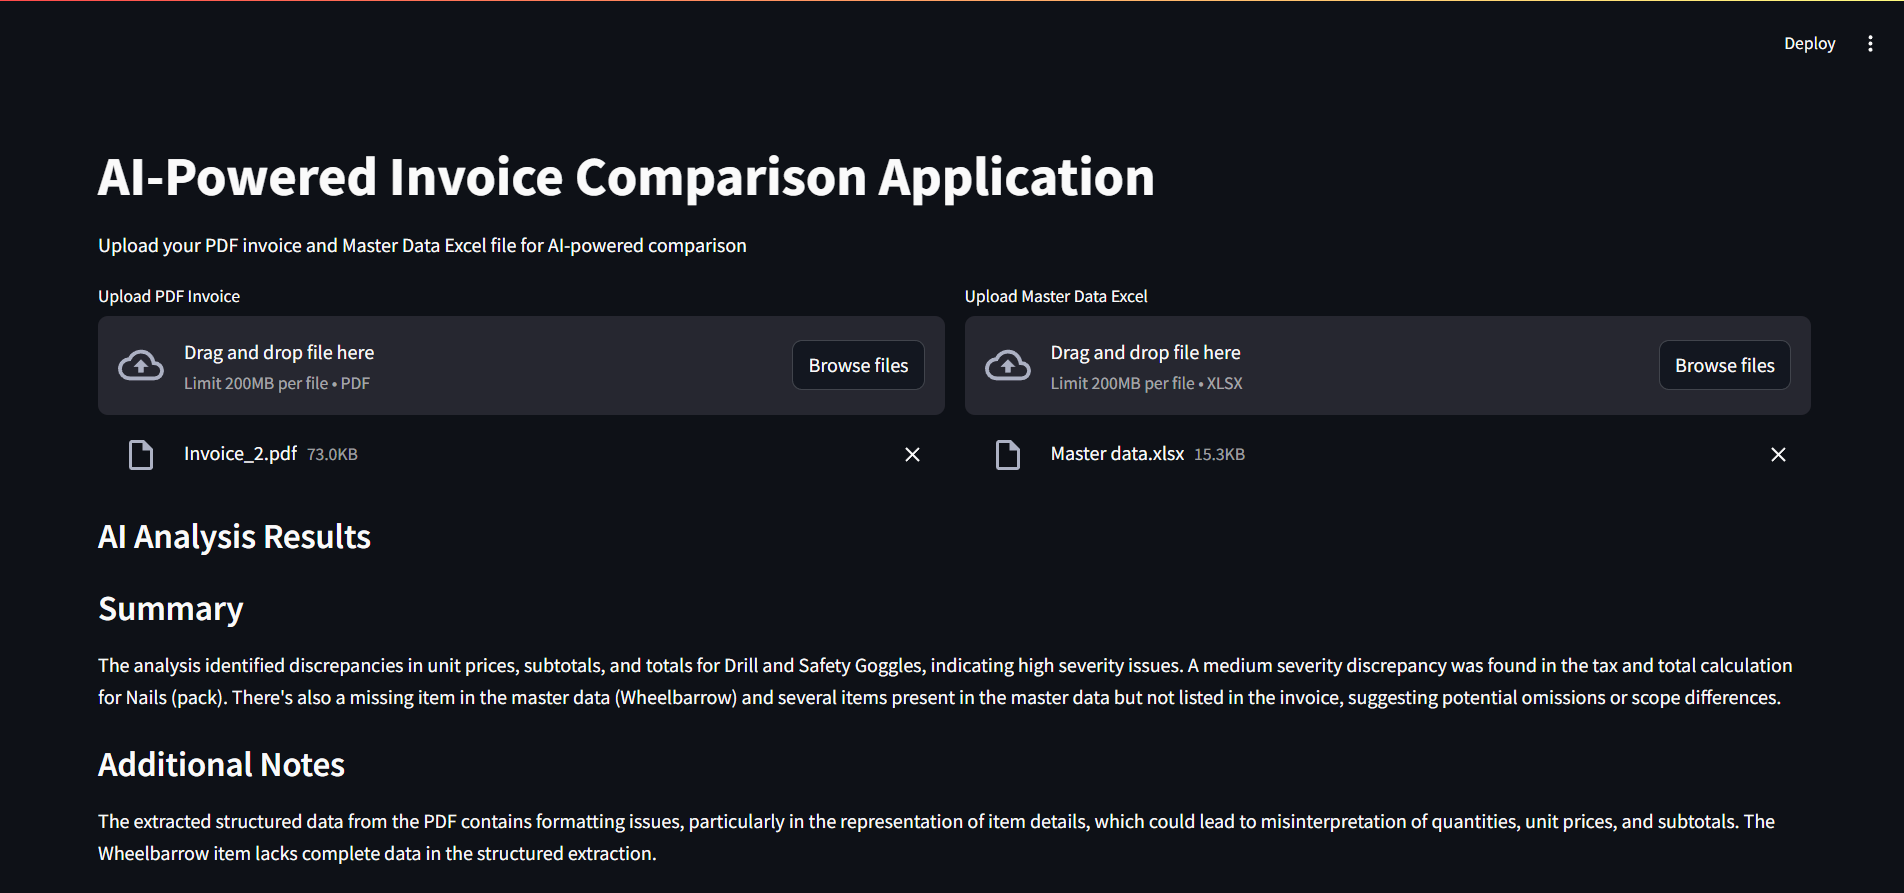 Deploy
AI-Powered Invoice Comparison Application
Upload your PDF invoice and Master Data Excel file for AI-powered comparison
Upload PDF Invoice
Drag and drop file here
Limit 200MB per file • PDF
Browse files
Invoice_2.pdf 73.0KB
Upload Master Data Excel
Drag and drop file here
Limit 200MB per file • XLSX
Browse files
Master data.xlsx 15.3KB
AI Analysis Results
Summary
The analysis identified discrepancies in unit prices, subtotals, and totals for Drill and Safety Goggles, indicating high severity issues. A medium severity discrepancy was found in the tax and total calculation
for Nails (pack). There's also a missing item in the master data (Wheelbarrow) and several items present in the master data but not listed in the invoice, suggesting potential omissions or scope differences.
Additional Notes
The extracted structured data from the PDF contains formatting issues, particularly in the representation of item details, which could lead to misinterpretation of quantities, unit prices, and subtotals. The
Wheelbarrow item lacks complete data in the structured extraction.